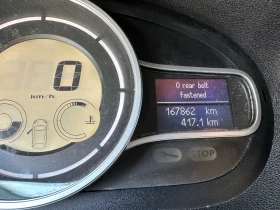 0
km/h
0 rear belt
fastened
167862 km
417.1 km
STOP